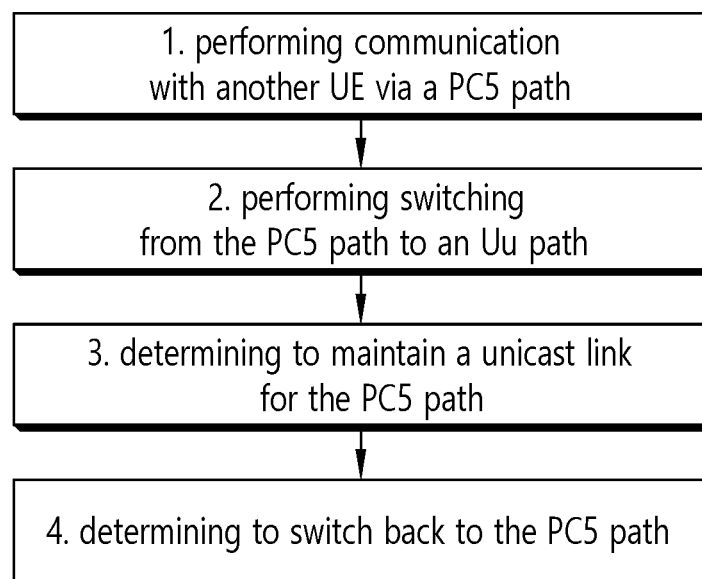 1. performing communication
with another UE via a PC5 path
2. performing switching
from the PC5 path to an Uu path
3. determining to maintain a unicast link
for the PC5 path
4. determining to switch back to the PC5 path